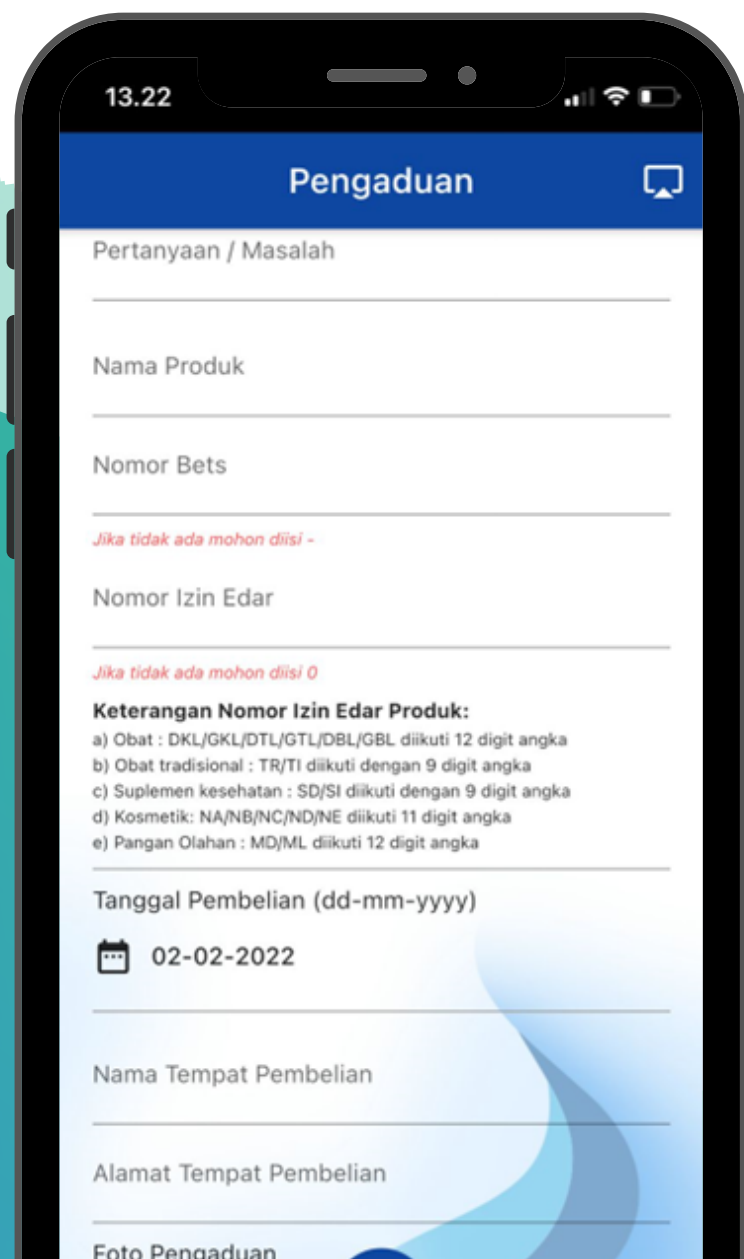 13.22
Pengaduan
Pertanyaan / Masalah
Nama Produk
Nomor Bets
Jika tidak ada mohon diisi -
Nomor Izin Edar
Jika tidak ada mohon diisi 0
Keterangan Nomor Izin Edar Produk:
a) Obat : DKL/GKL/DTL/GTL/DBL/GBL diikuti 12 digit angka
b) Obat tradisional : TR/TI diikuti dengan 9 digit angka
c) Suplemen kesehatan : SD/SI diikuti dengan 9 digit angka
d) Kosmetik: NA/NB/NC/ND/NE diikuti 11 digit angka
e) Pangan Olahan : MD/ML diikuti 12 digit angka
Tanggal Pembelian (dd-mm-yyyy)
02-02-2022
Nama Tempat Pembelian
Alamat Tempat Pembelian
Foto Pengaduan